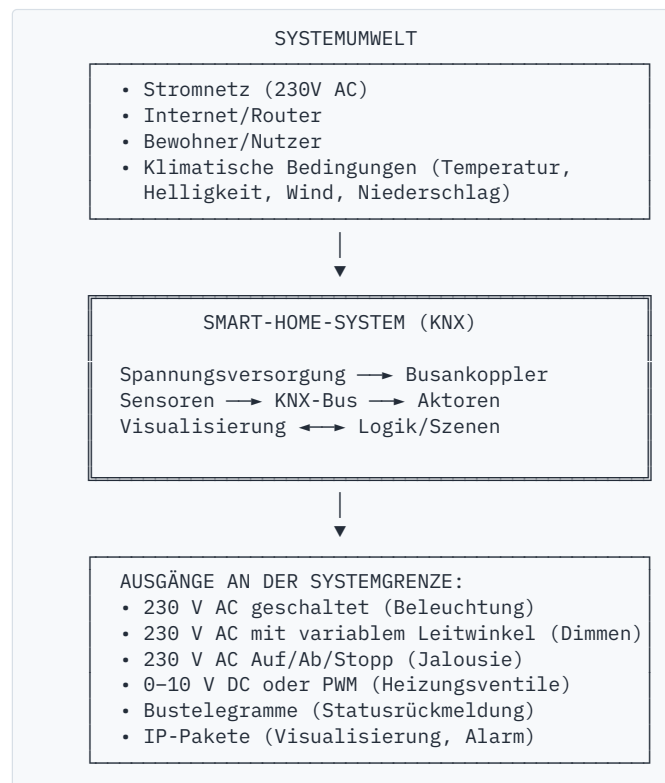 SYSTEMUMWELT
• Stromnetz (230V AC)
• Internet/Router
• Bewohner/Nutzer
• Klimatische Bedingungen (Temperatur,
Helligkeit, Wind, Niederschlag)
SMART-HOME-SYSTEM (KNX)
Spannungsversorgung ──► Busankoppler
Sensoren ──► KNX-Bus ──► Aktoren
Visualisierung ◄──► Logik/Szenen
AUSGÄNGE AN DER SYSTEMGRENZE:
• 230 V AC geschaltet (Beleuchtung)
• 230 V AC mit variablem Leitwinkel (Dimmen)
• 230 V AC Auf/Ab/Stopp (Jalousie)
• 0–10 V DC oder PWM (Heizungsventile)
• Bustelegramme (Statusrückmeldung)
• IP-Pakete (Visualisierung, Alarm)